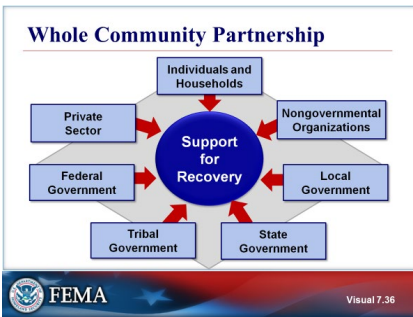 Whole Community Partnership
Individuals and
Households
Private
Sector
Nongovernmental
Organizations
Support
for
Recovery
Federal
Government
Local
Government
Tribal
Government
State
Government
FEMA
Visual 7.36